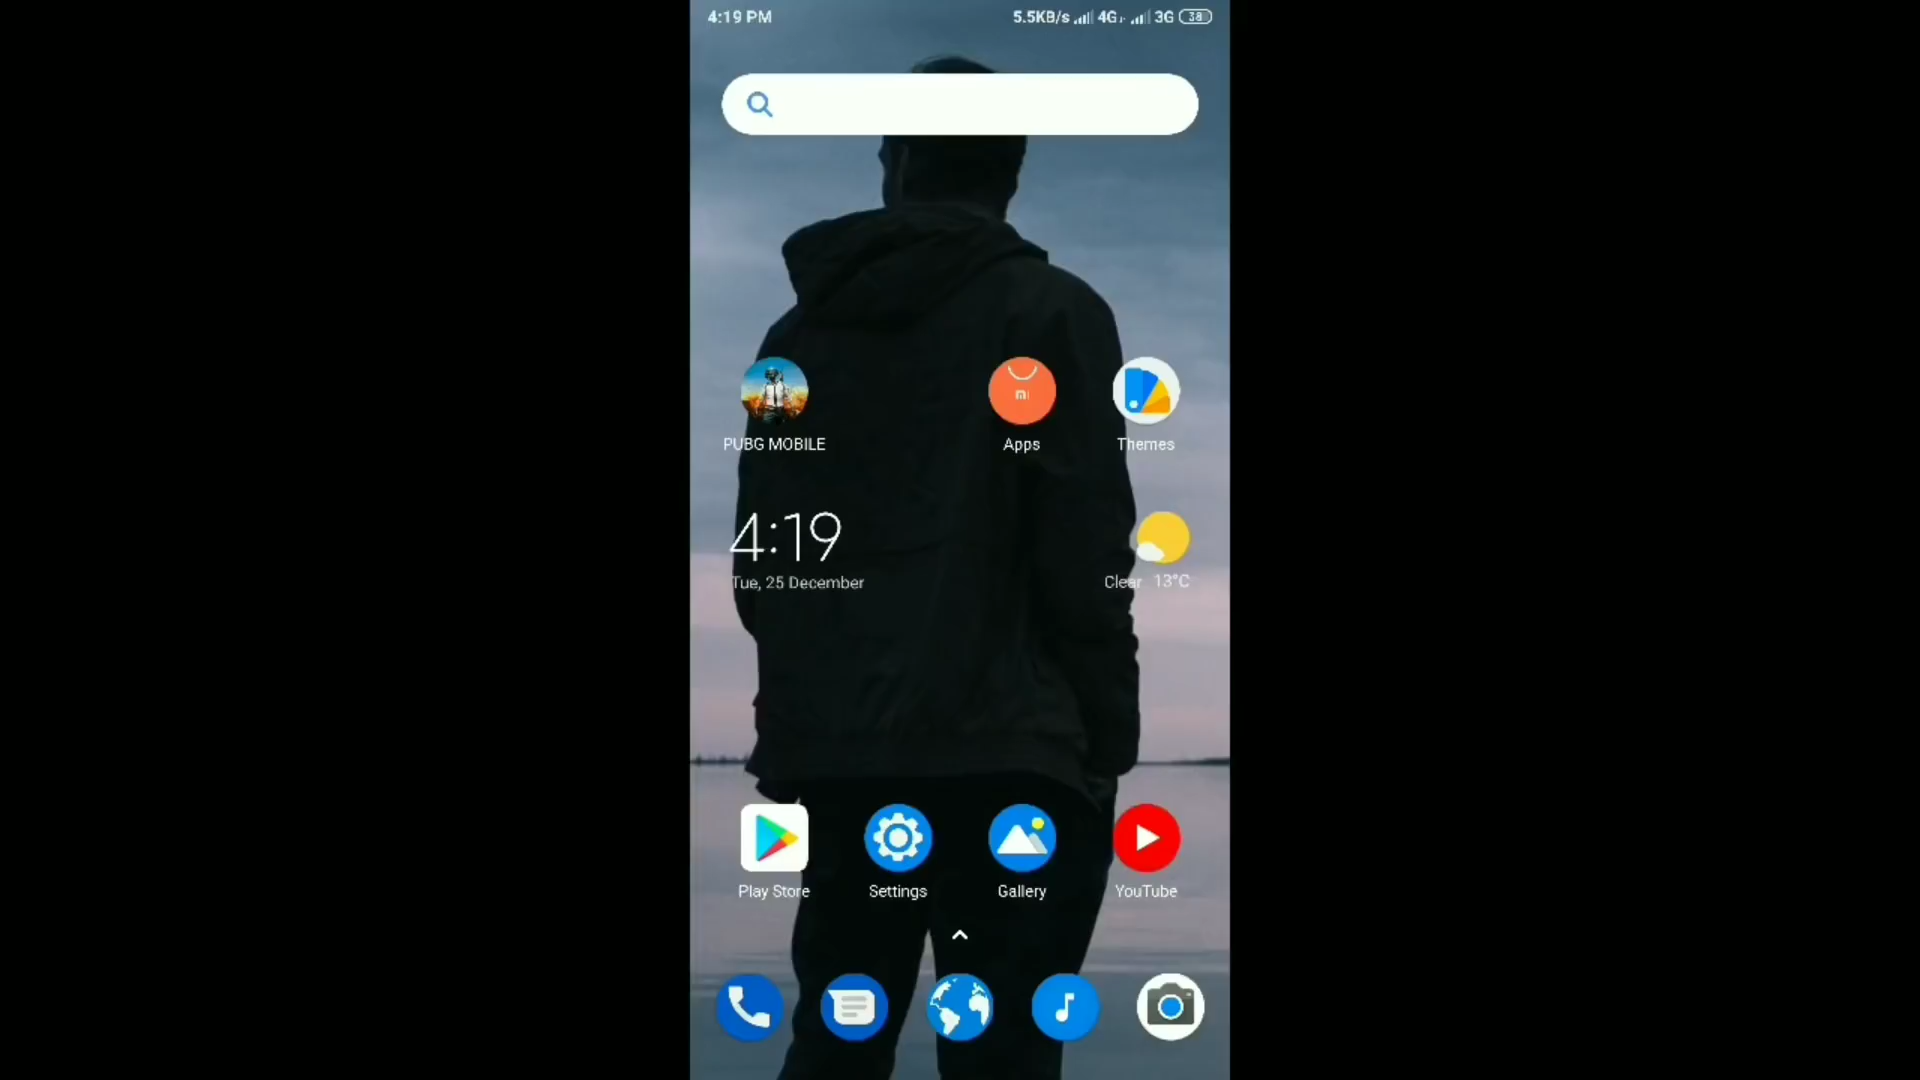 4:19 PM
5.5KB/s 4G 3G 38
PUBG MOBILE
mi
Apps
Themes
4:19
Tue, 25 December
Clear 13°C
Play Store
Settings
Gallery
YouTube